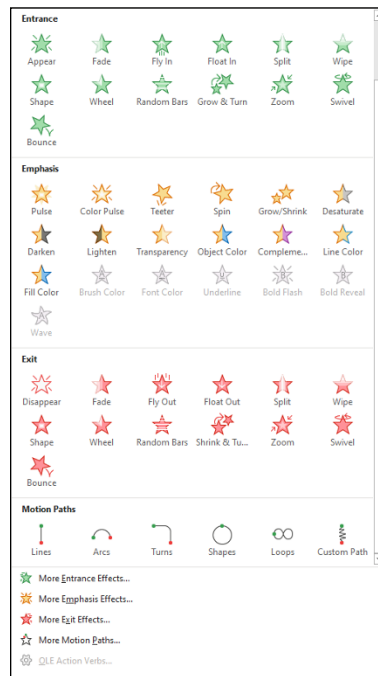 Entrance
Appear Fade Fly In Float In Split Wipe
Shape Wheel Random Bars Grow & Turn Zoom Swivel
Bounce
Emphasis
Pulse Color Pulse Teeter Spin Grow/Shrink Desaturate
Darken Lighten Transparency Object Color Compleme... Line Color
Fill Color Brush Color Font Color Underline Bold Flash Bold Reveal
Wave
Exit
Disappear Fade Fly Out Float Out Split Wipe
Shape Wheel Random Bars Shrink & Tu... Zoom Swivel
Bounce
Motion Paths
Lines Arcs Turns Shapes Loops Custom Path
More Entrance Effects...
More Emphasis Effects...
More Exit Effects...
More Motion Paths...
OLE Action Verbs...